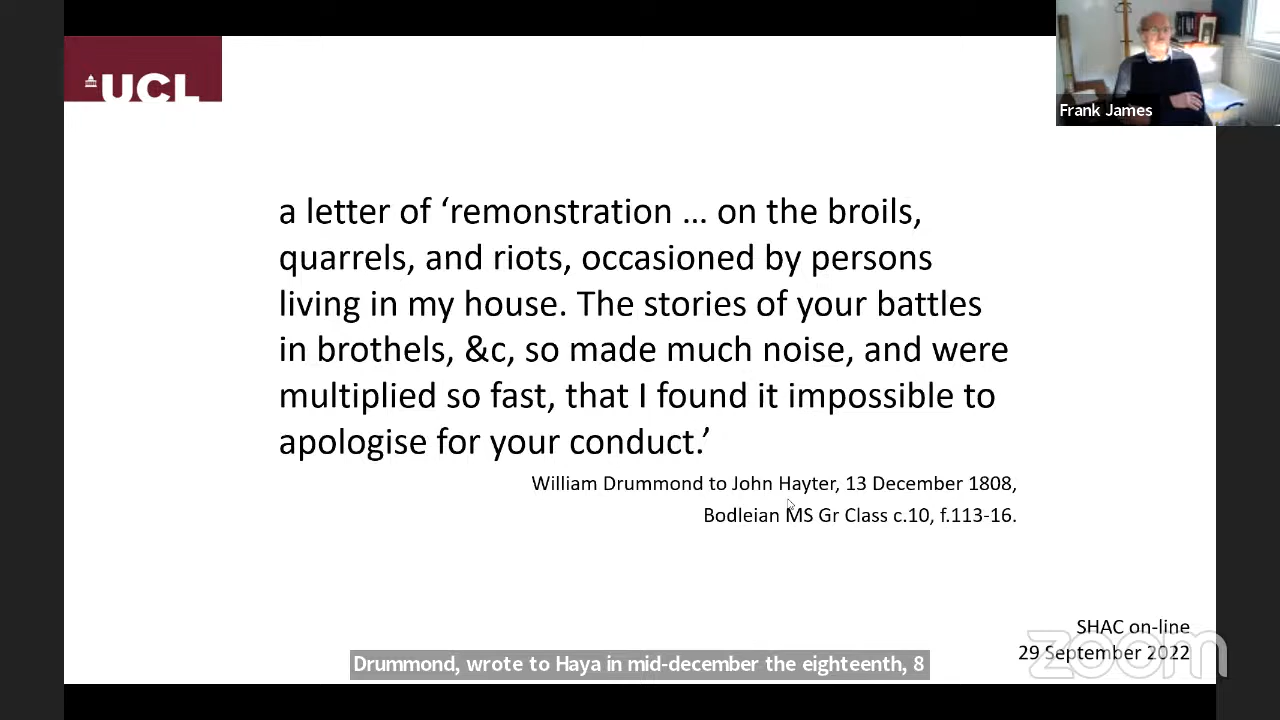 UCL
Frank James
a letter of ‘remonstration … on the broils,
quarrels, and riots, occasioned by persons
living in my house. The stories of your battles
in brothels, &c, so made much noise, and were
multiplied so fast, that I found it impossible to
apologise for your conduct.’
William Drummond to John Hayter, 13 December 1808,
Bodleian MS Gr Class c.10, f.113-16.
SHAC on-line
29 September 2022
zoom
Drummond, wrote to Haya in mid-december the eighteenth, 8